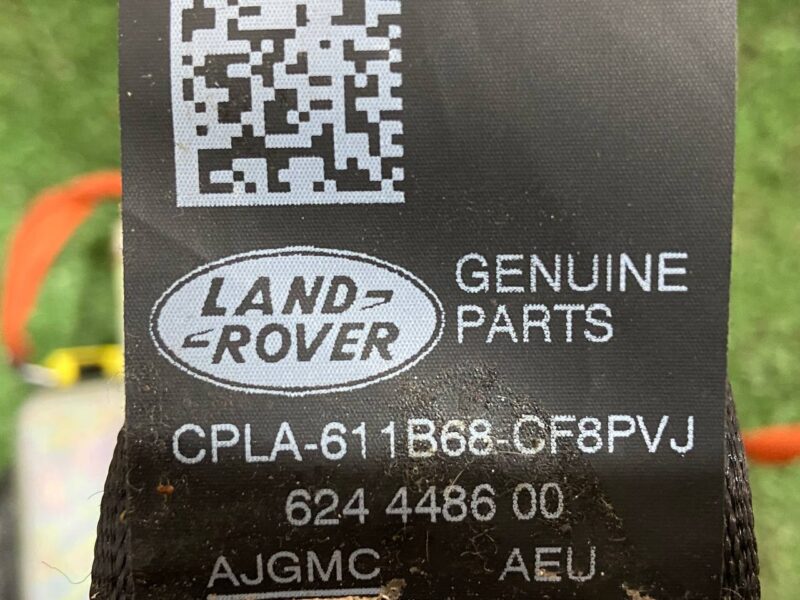 LAND
ROVER
GENUINE
PARTS
CPLA-611B68-CF8PVJ
624 4486 00
AJGMC AEU